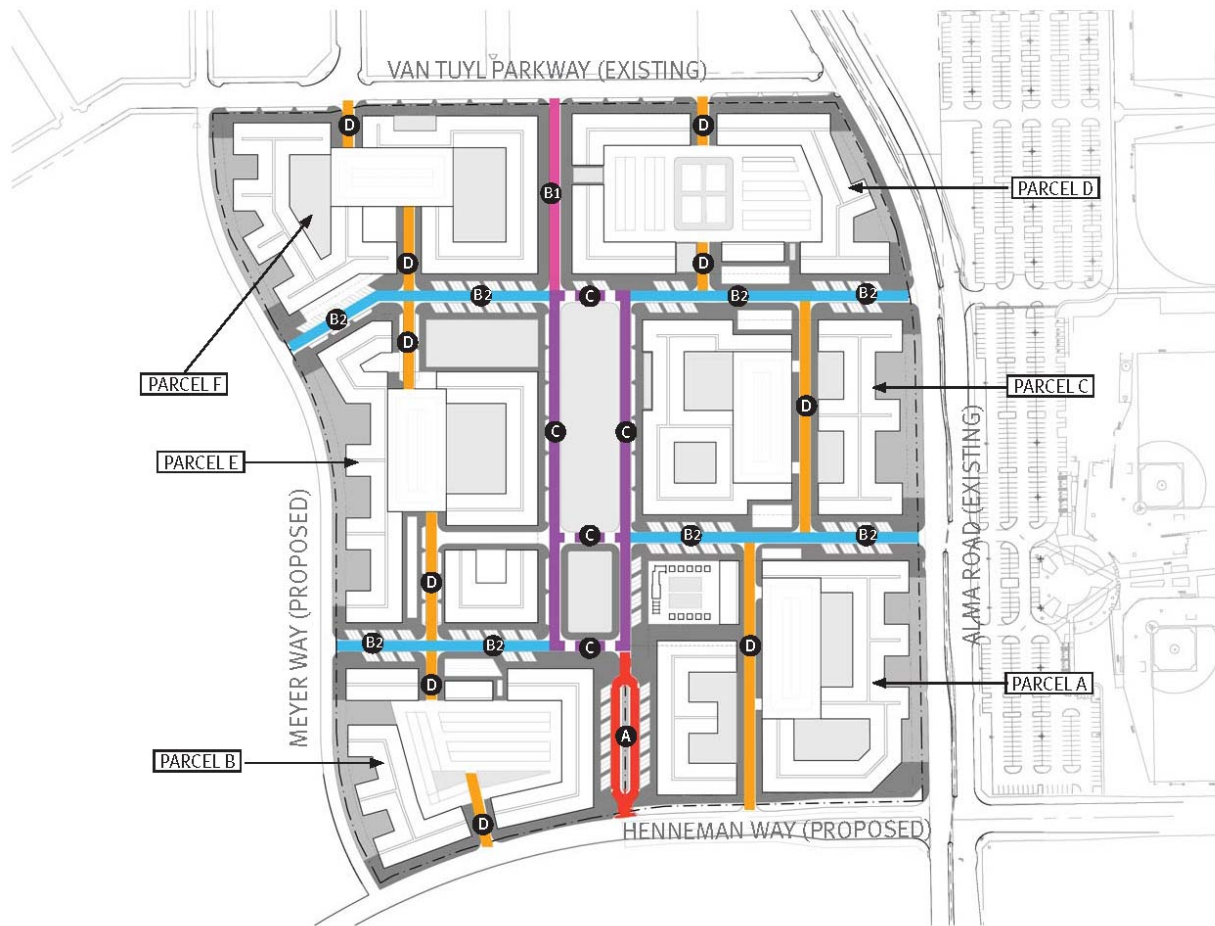 VAN TUYL PARKWAY (EXISTING)
D
D
B1
PARCEL D
D
D
B2
C
B2
B2
B2
D
PARCEL F
PARCEL C
D
C
C
PARCEL E
ALMA ROAD (EXISTING)
MEYER WAY (PROPOSED)
C
B2
B2
D
B2
B2
C
D
D
PARCEL A
A
PARCEL B
D
HENNEMAN WAY (PROPOSED)